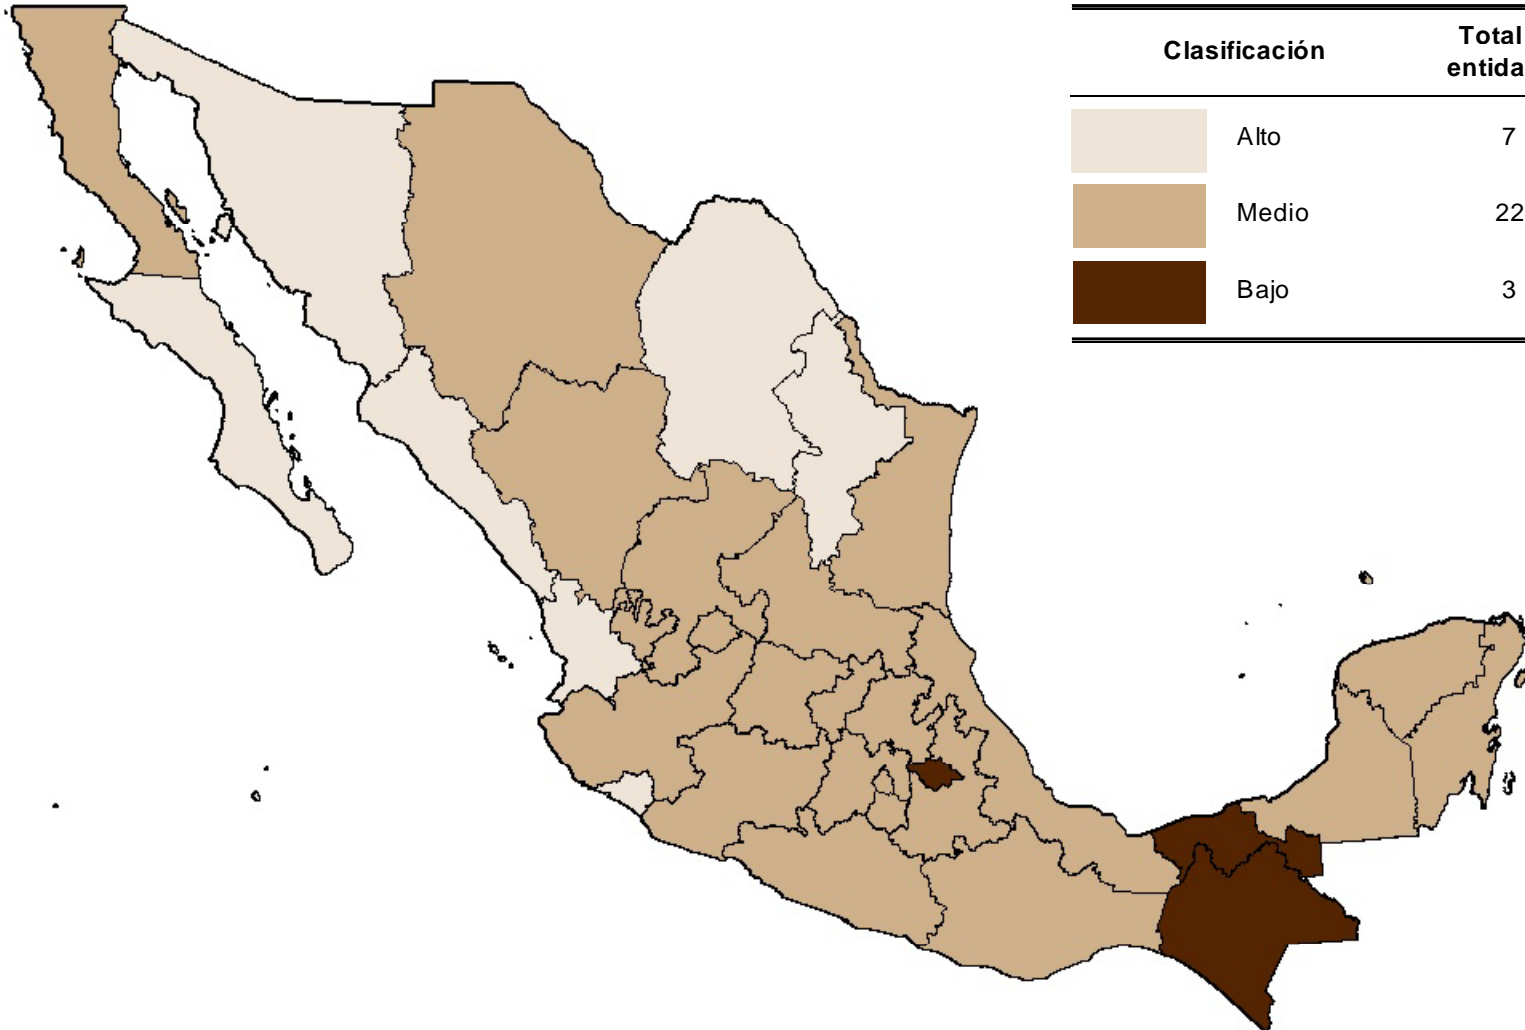 Clasificación
Total
entida
Alto 7
Medio 22
Bajo 3